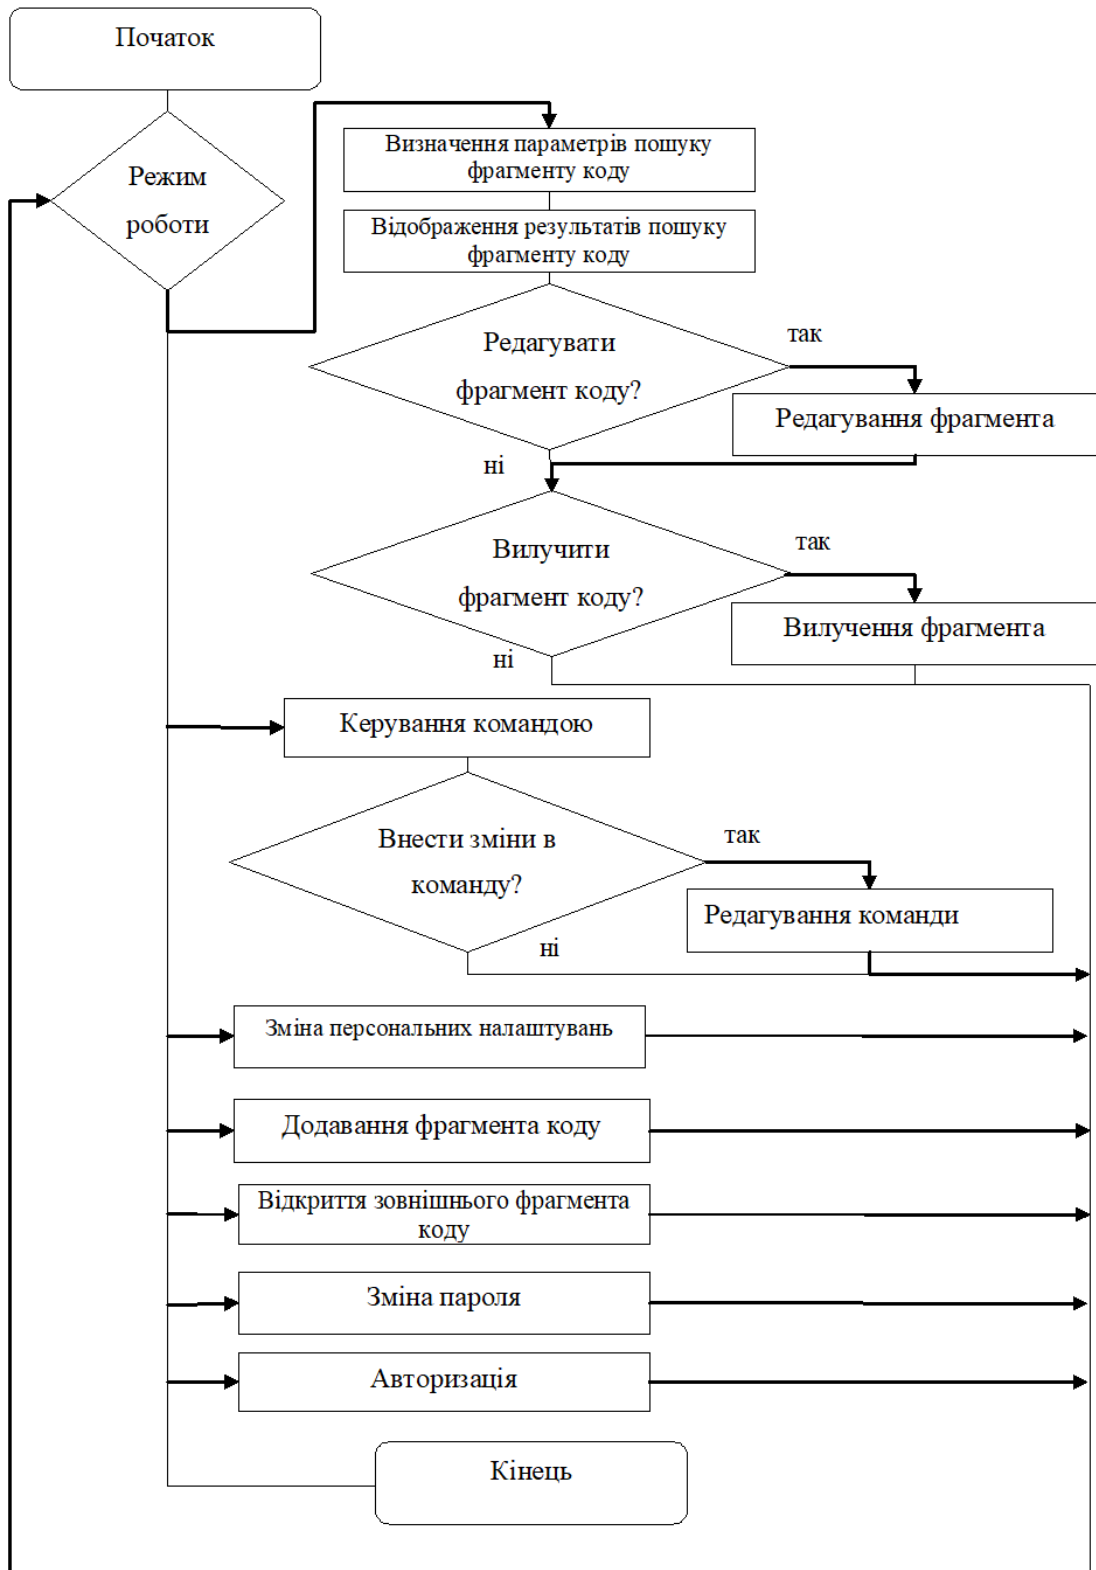 Початок
Режим
роботи
Визначення параметрів пошуку
фрагменту коду
Відображення результатів пошуку
фрагменту коду
Редагувати
фрагмент коду?
так
Редагування фрагмента
ні
Вилучити
фрагмент коду?
так
Вилучення фрагмента
ні
Керування командою
Внести зміни в
команду?
так
Редагування команди
ні
Зміна персональних налаштувань
Додавання фрагмента коду
Відкриття зовнішнього фрагмента
коду
Зміна пароля
Авторизація
Кінець